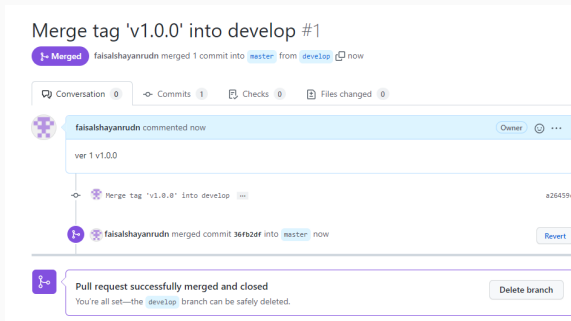 Merge tag 'v1.0.0' into develop #1
Merged faisalshayanrudn merged 1 commit into master from develop now
Conversation 0 Commits 1 Checks 0 Files changed 0
faisalshayanrudn commented now Owner ...
ver 1 v1.0.0
Merge tag 'v1.0.0' into develop ... a26459
faisalshayanrudn merged commit 36fb2df into master now Revert
Pull request successfully merged and closed
You're all set—the develop branch can be safely deleted.
Delete branch